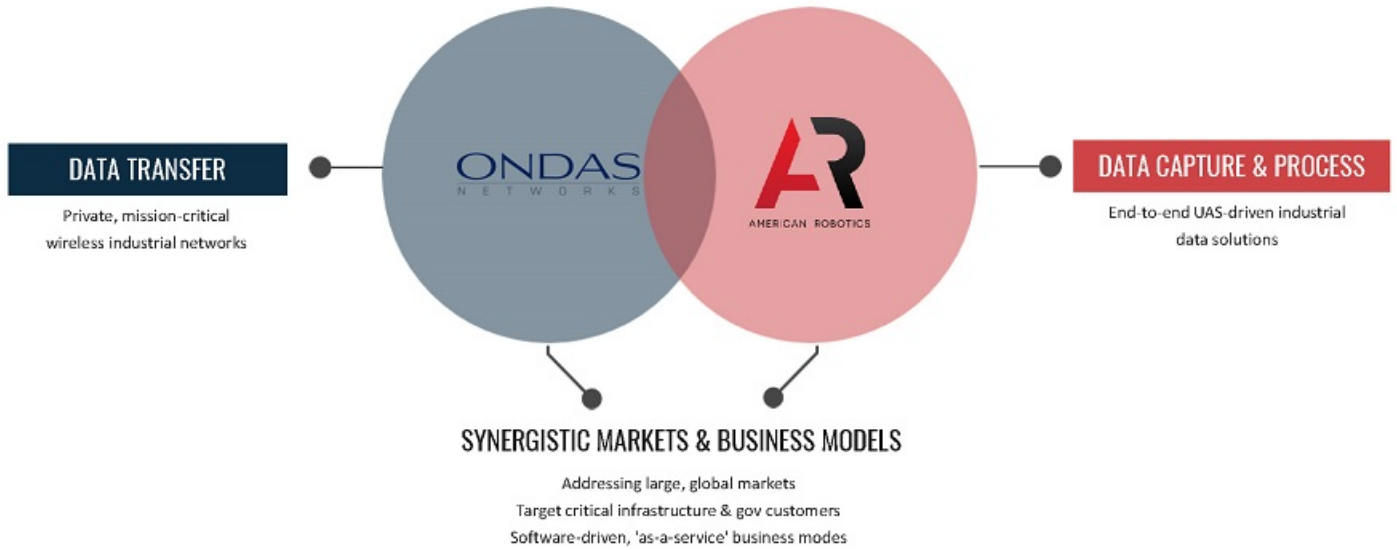 DATA TRANSFER
Private, mission-critical
wireless industrial networks
ONDAS
NETWORKS
AR
AMERICAN ROBOTICS
DATA CAPTURE & PROCESS
End-to-end UAS-driven industrial
data solutions
SYNERGISTIC MARKETS & BUSINESS MODELS
Addressing large, global markets
Target critical infrastructure & gov customers
Software-driven, 'as-a-service' business modes